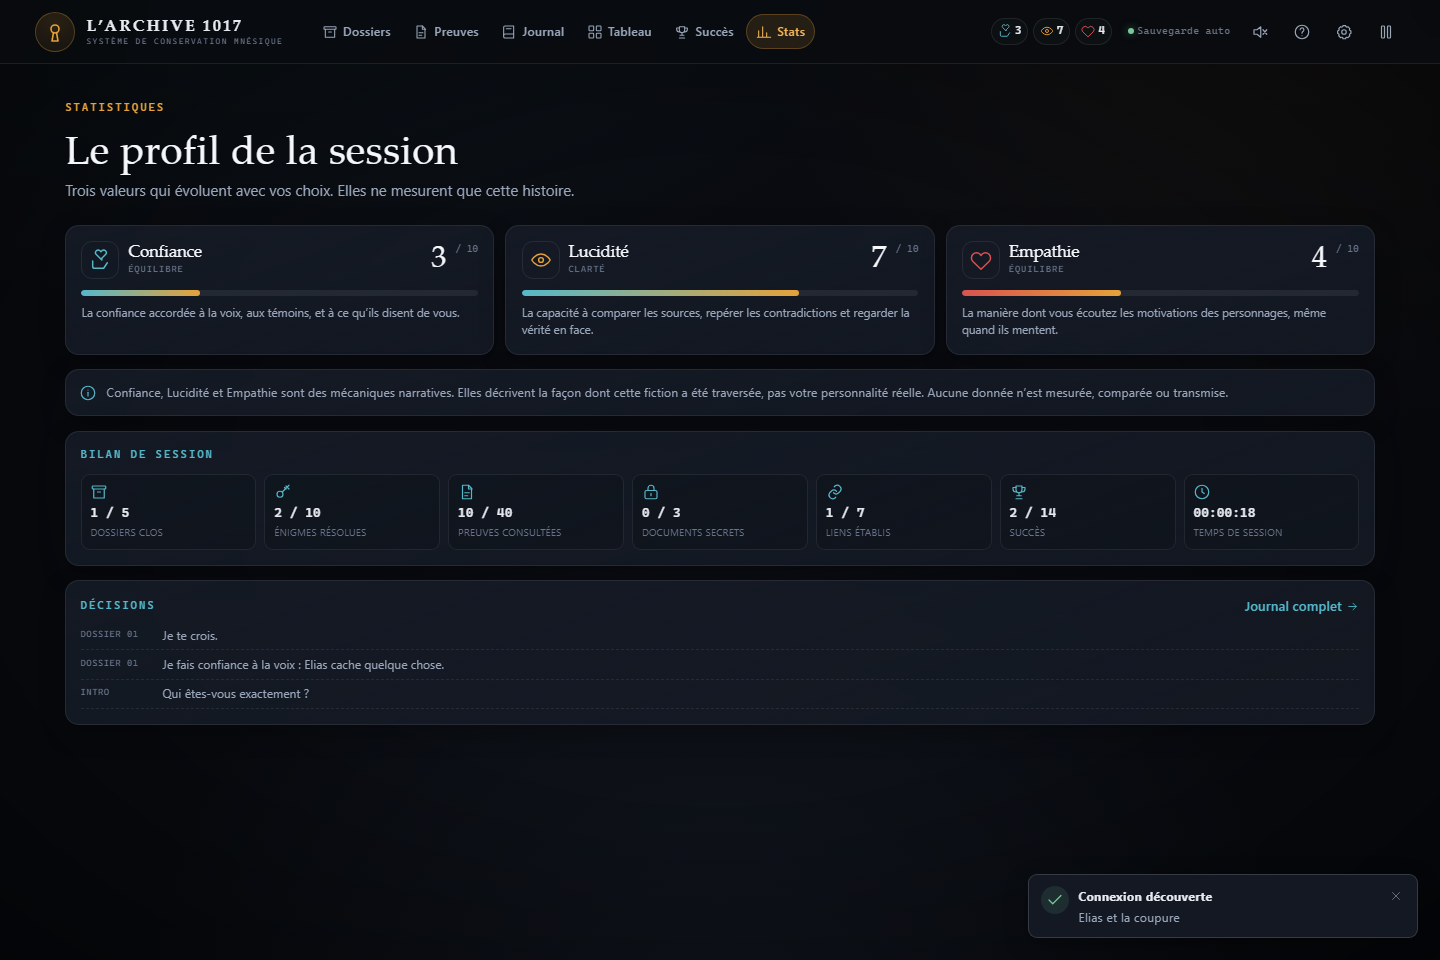 L'ARCHIVE 1017
SYSTÈME DE CONSERVATION MNÉSIQUE
Dossiers
Preuves
Journal
Tableau
Succès
Stats
3
7
4
Sauvegarde auto
STATISTIQUES
Le profil de la session
Trois valeurs qui évoluent avec vos choix. Elles ne mesurent que cette histoire.
Confiance
ÉQUILIBRE
3 / 10
La confiance accordée à la voix, aux témoins, et à ce qu'ils disent de vous.
Lucidité
CLARTÉ
7 / 10
La capacité à comparer les sources, repérer les contradictions et regarder la
vérité en face.
Empathie
ÉQUILIBRE
4 / 10
La manière dont vous écoutez les motivations des personnages, même
quand ils mentent.
Confiance, Lucidité et Empathie sont des mécaniques narratives. Elles décrivent la façon dont cette fiction a été traversée, pas votre personnalité réelle. Aucune donnée n'est mesurée, comparée ou transmise.
BILAN DE SESSION
1 / 5
DOSSIERS CLOS
2 / 10
ÉNIGMES RÉSOLUES
10 / 40
PREUVES CONSULTÉES
0 / 3
DOCUMENTS SECRETS
1 / 7
LIENS ÉTABLIS
2 / 14
SUCCÈS
00:00:18
TEMPS DE SESSION
DÉCISIONS
Journal complet →
DOSSIER 01 Je te crois.
DOSSIER 01 Je fais confiance à la voix : Elias cache quelque chose.
INTRO Qui êtes-vous exactement ?
Connexion découverte
Elias et la coupure